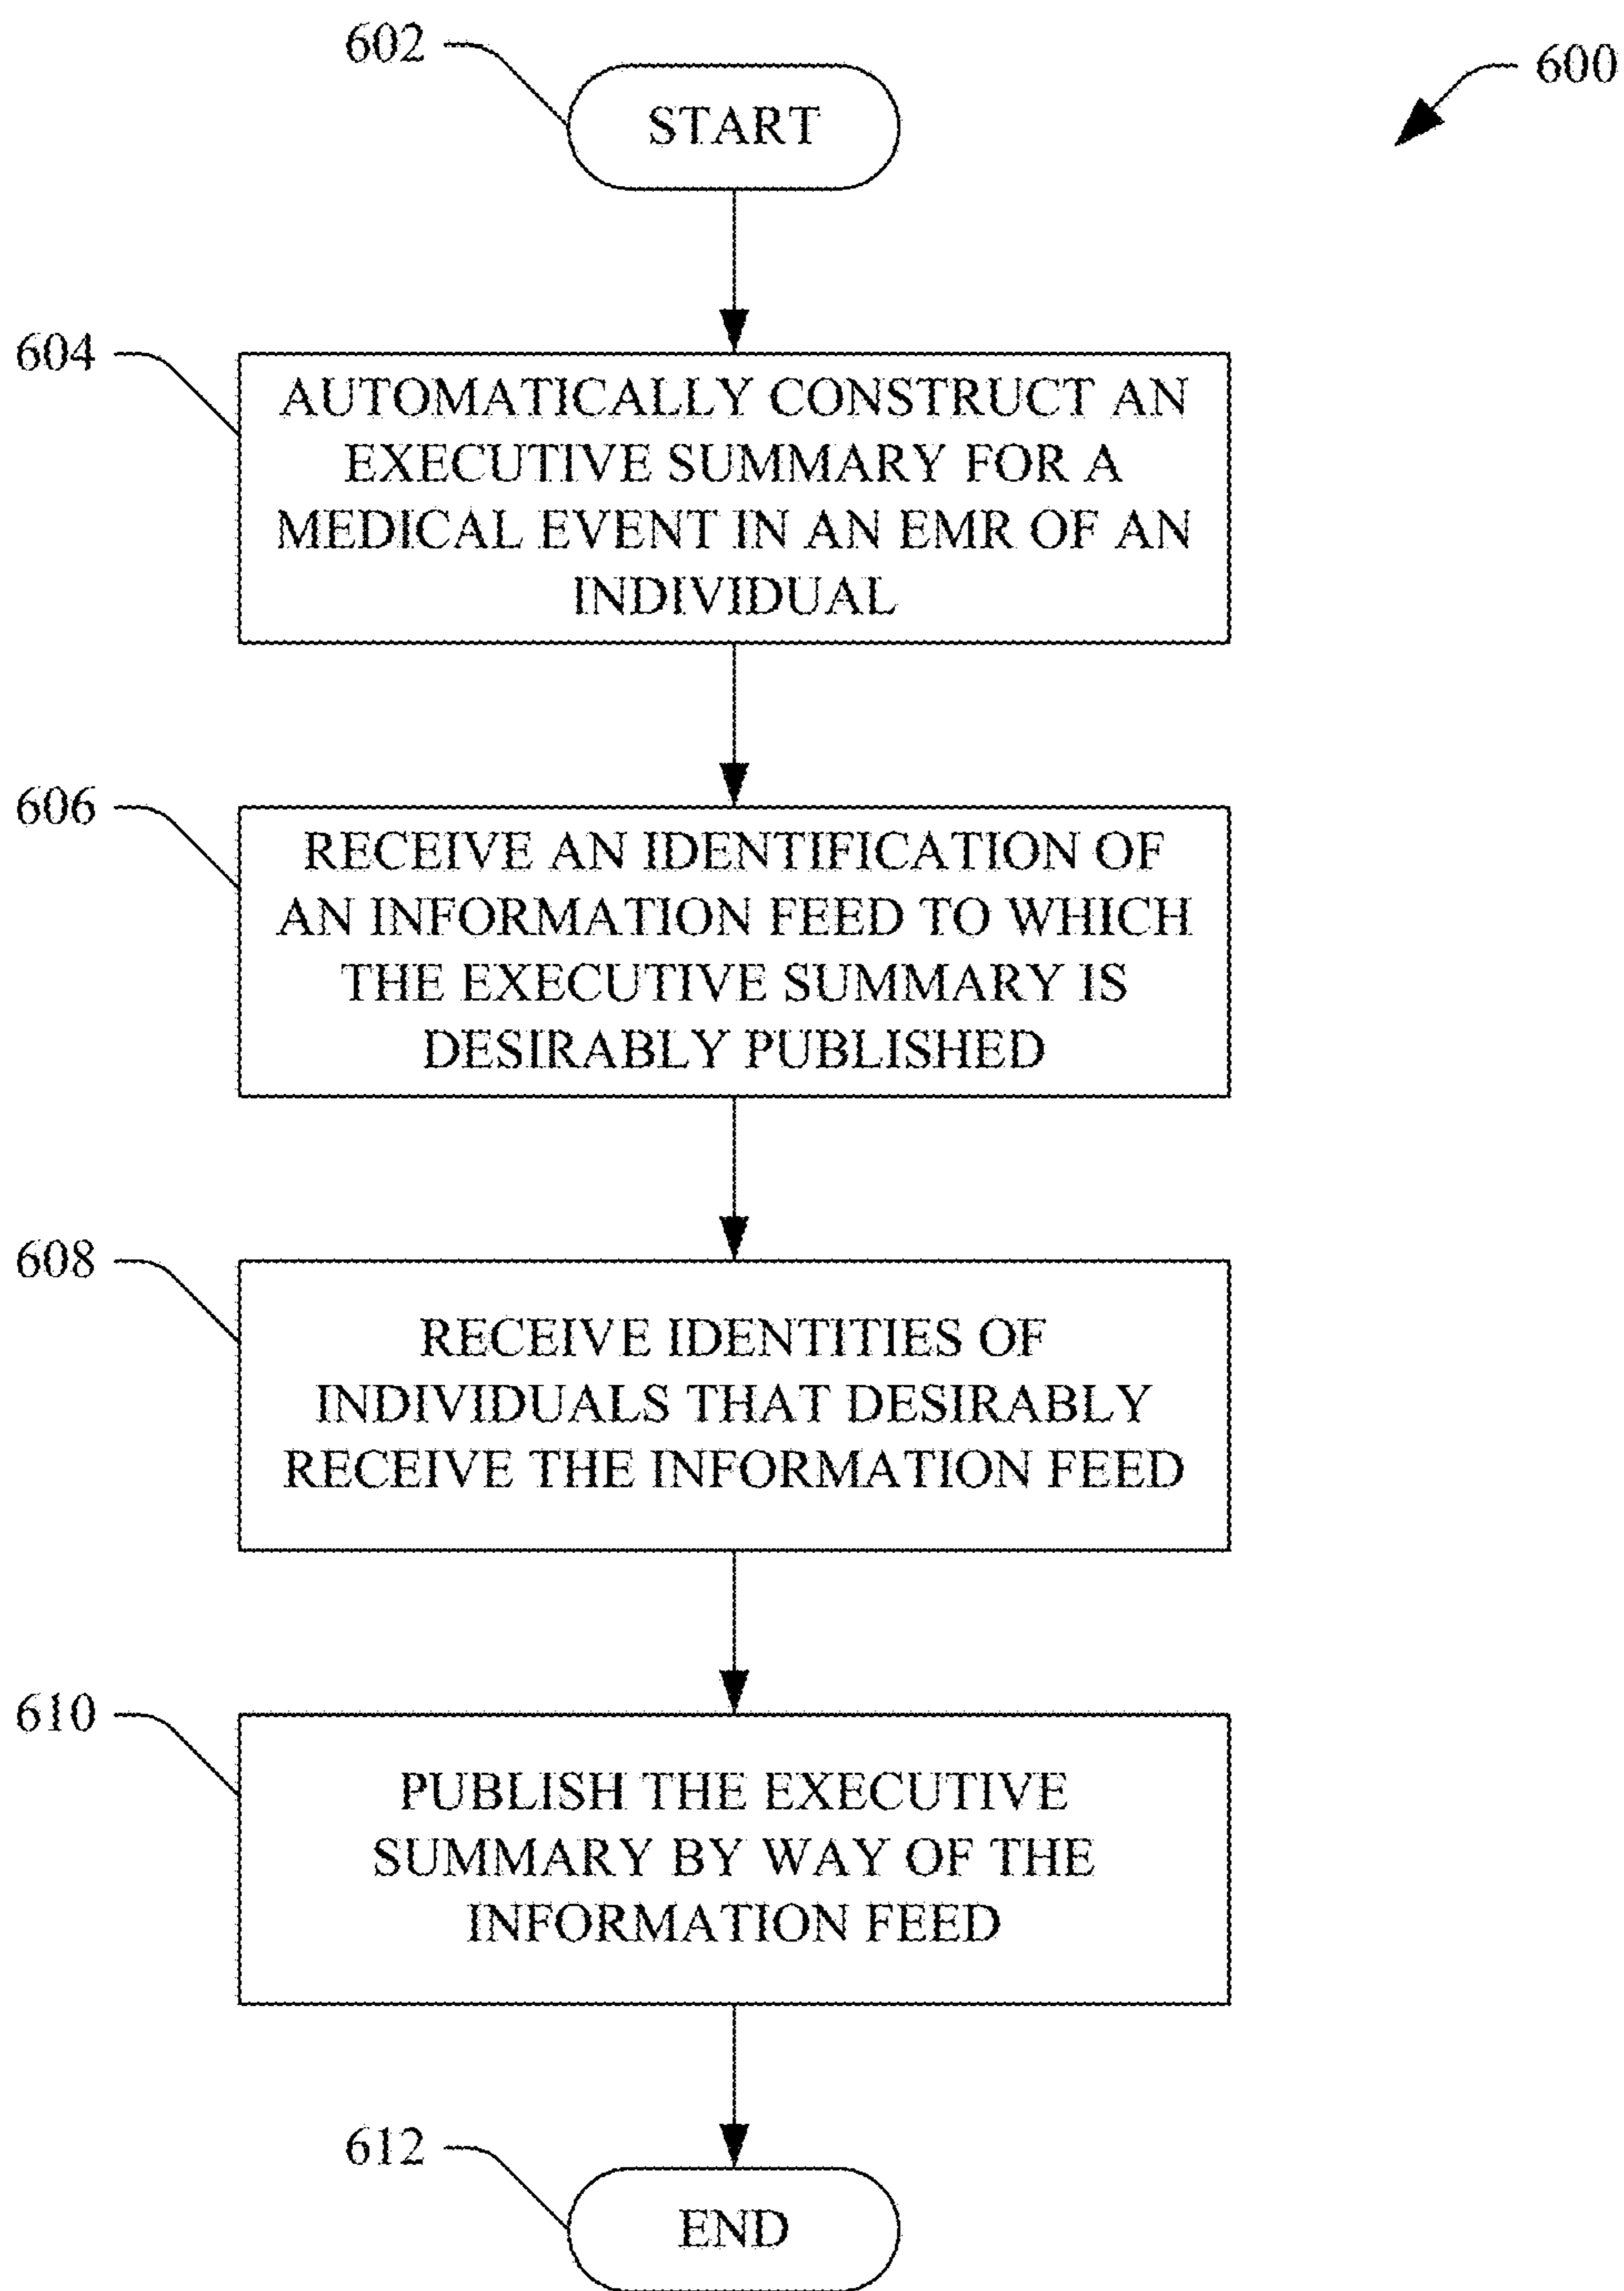 602
START
600
604
AUTOMATICALLY CONSTRUCT AN
EXECUTIVE SUMMARY FOR A
MEDICAL EVENT IN AN EMR OF AN
INDIVIDUAL
606
RECEIVE AN IDENTIFICATION OF
AN INFORMATION FEED TO WHICH
THE EXECUTIVE SUMMARY IS
DESIRABLY PUBLISHED
608
RECEIVE IDENTITIES OF
INDIVIDUALS THAT DESIRABLY
RECEIVE THE INFORMATION FEED
610
PUBLISH THE EXECUTIVE
SUMMARY BY WAY OF THE
INFORMATION FEED
612
END